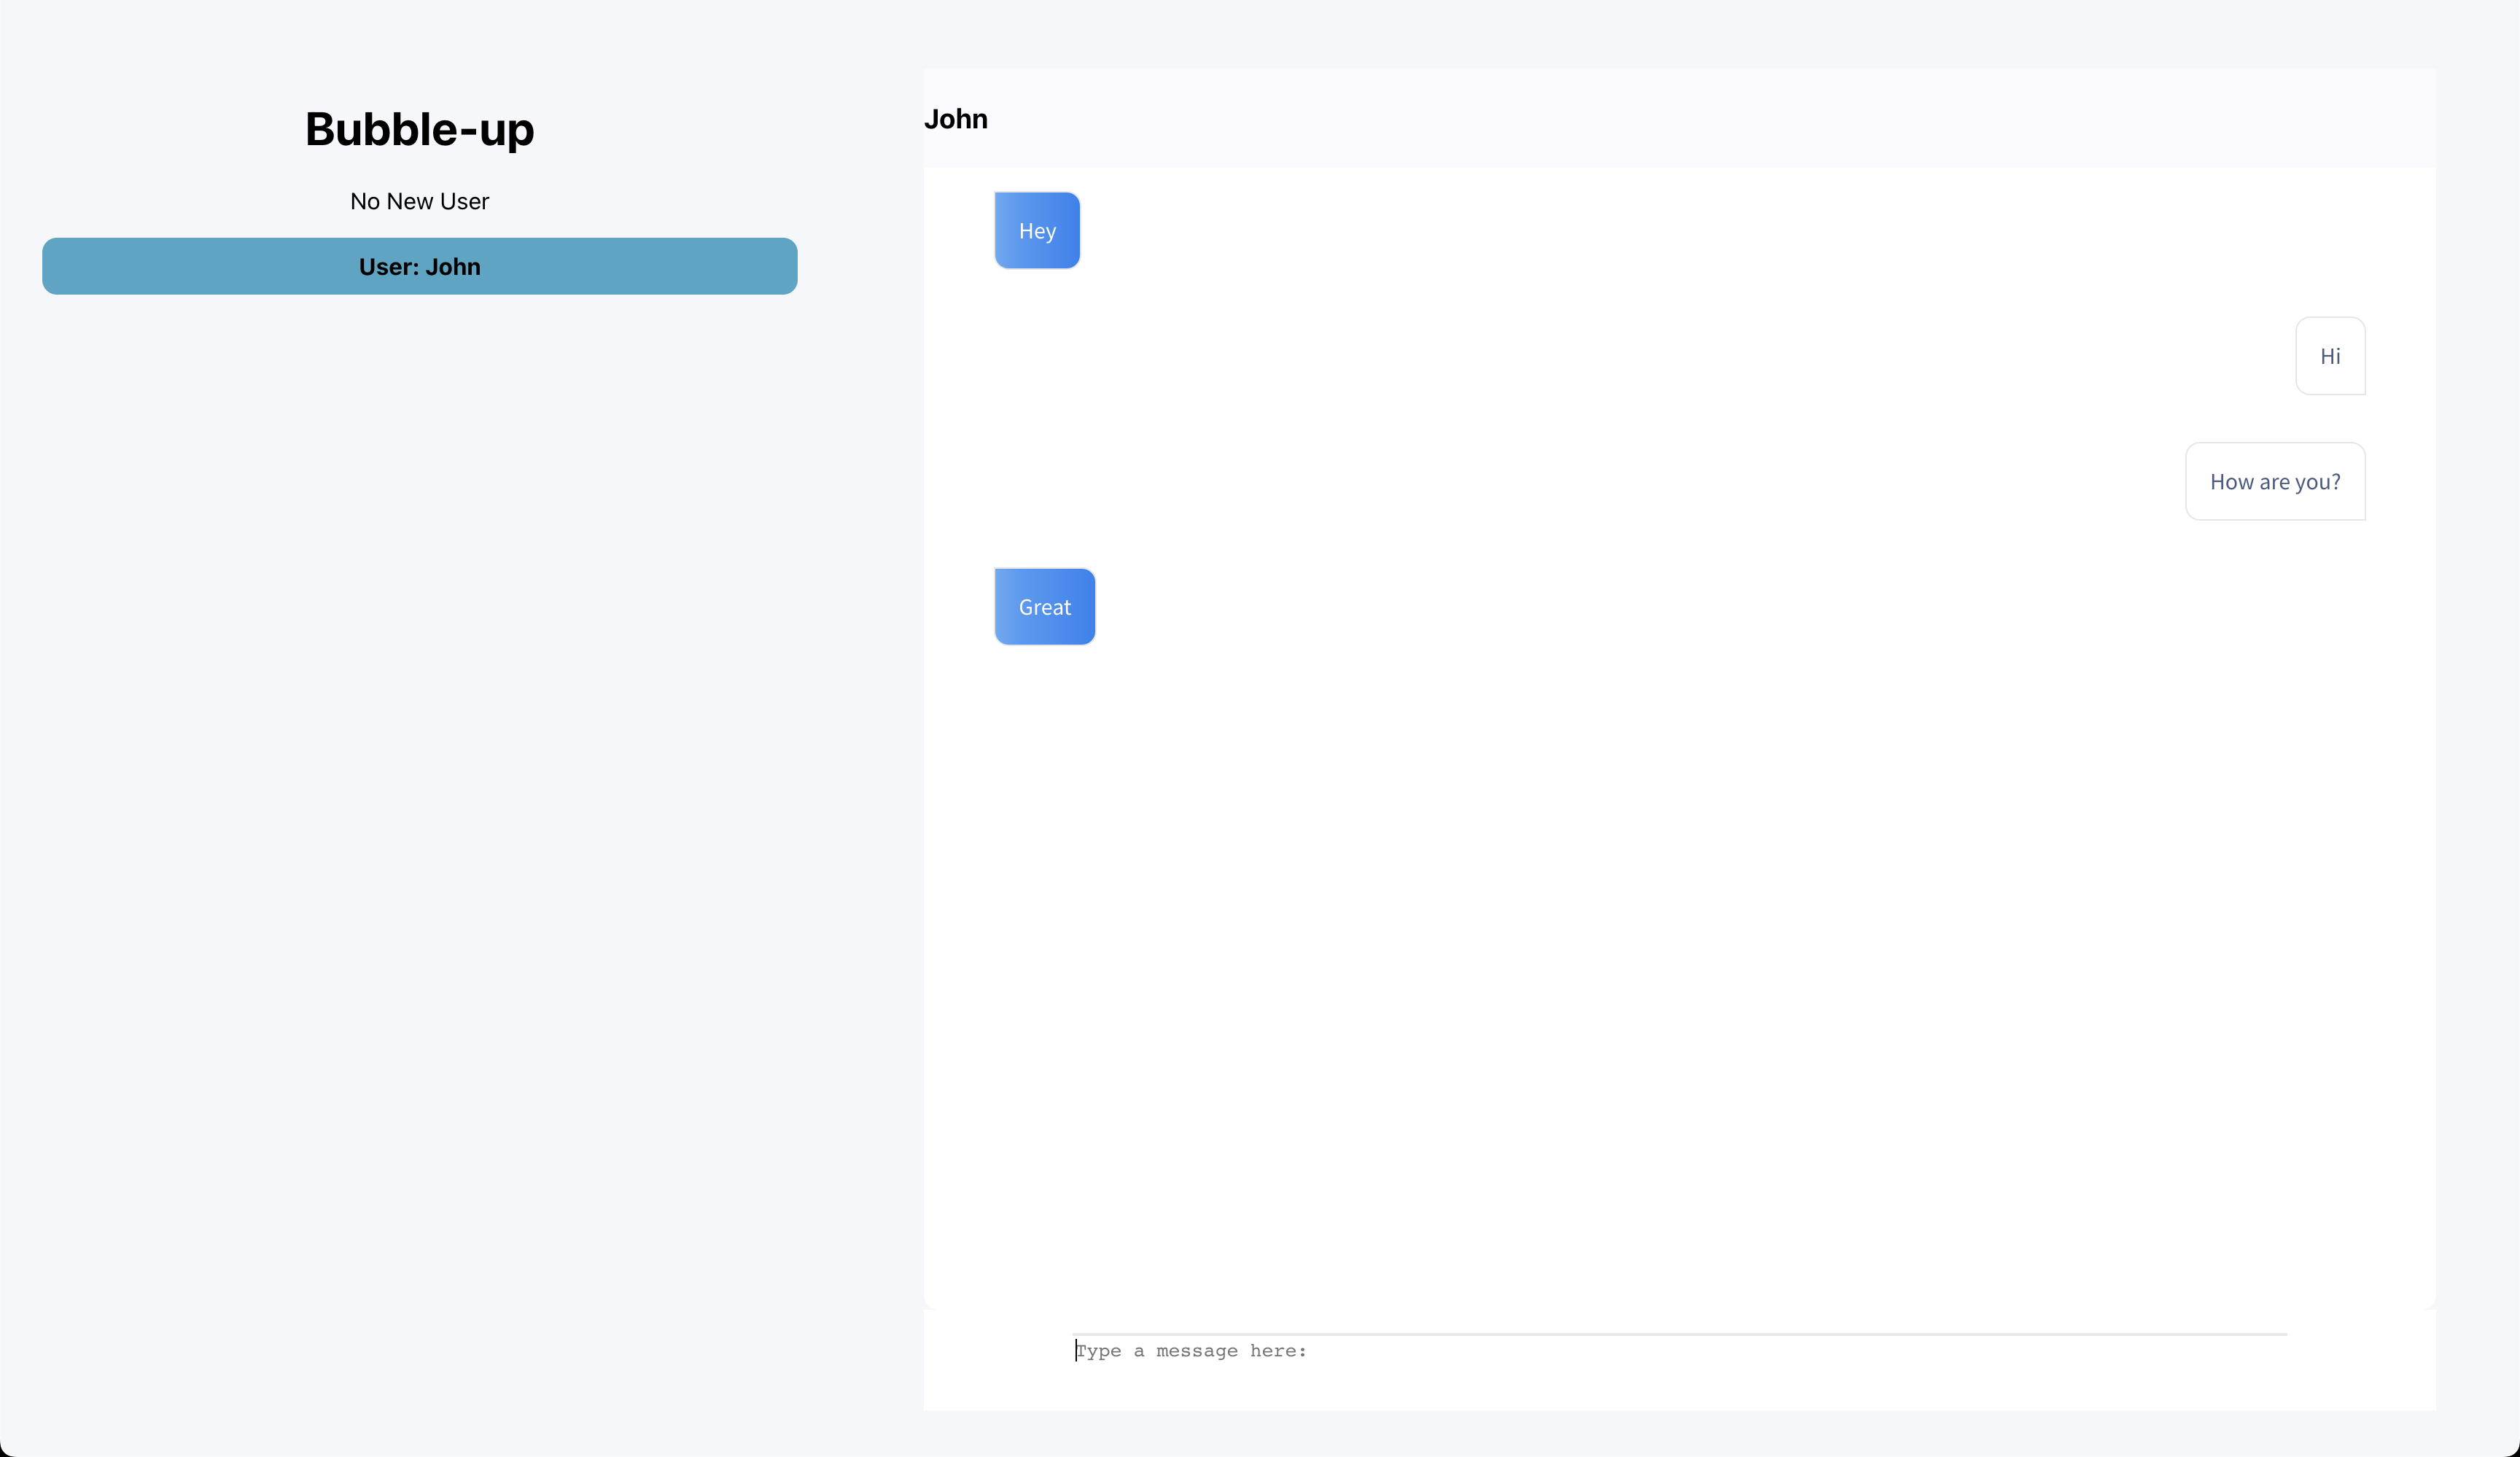 Bubble-up
No New User
User: John
John
Hey
Hi
How are you?
Great
Type a message here: